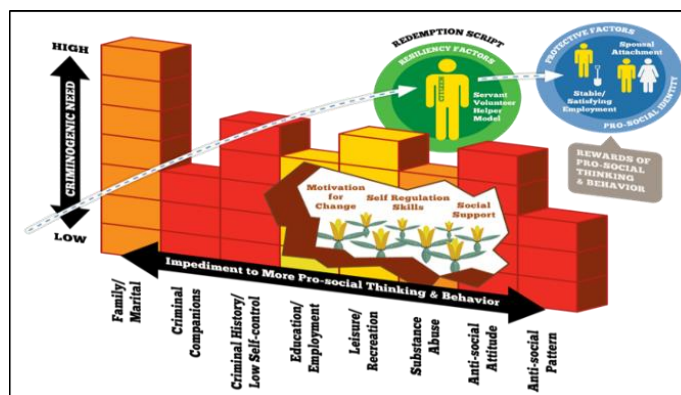 HIGH
CRIMINOGENIC NEED
LOW
REDEMPTION SCRIPT
RESILIENCY FACTORS
CITIZEN
Servant
Volunteer
Helper
Model
PROTECTIVE FACTORS
Spousal
Attachment
Stable/
Satisfying
Employment
PRO-SOCIAL IDENTITY
REWARDS OF
PRO-SOCIAL
THINKING
& BEHAVIOR
Motivation
for
Change
Self Regulation
Skills
Social
Support
Impediment to More Pro-social Thinking & Behavior
Family/
Marital
Criminal
Companions
Criminal History/
Low Self-control
Education/
Employment
Leisure/
Recreation
Substance
Abuse
Anti-social
Attitude
Anti-social
Pattern